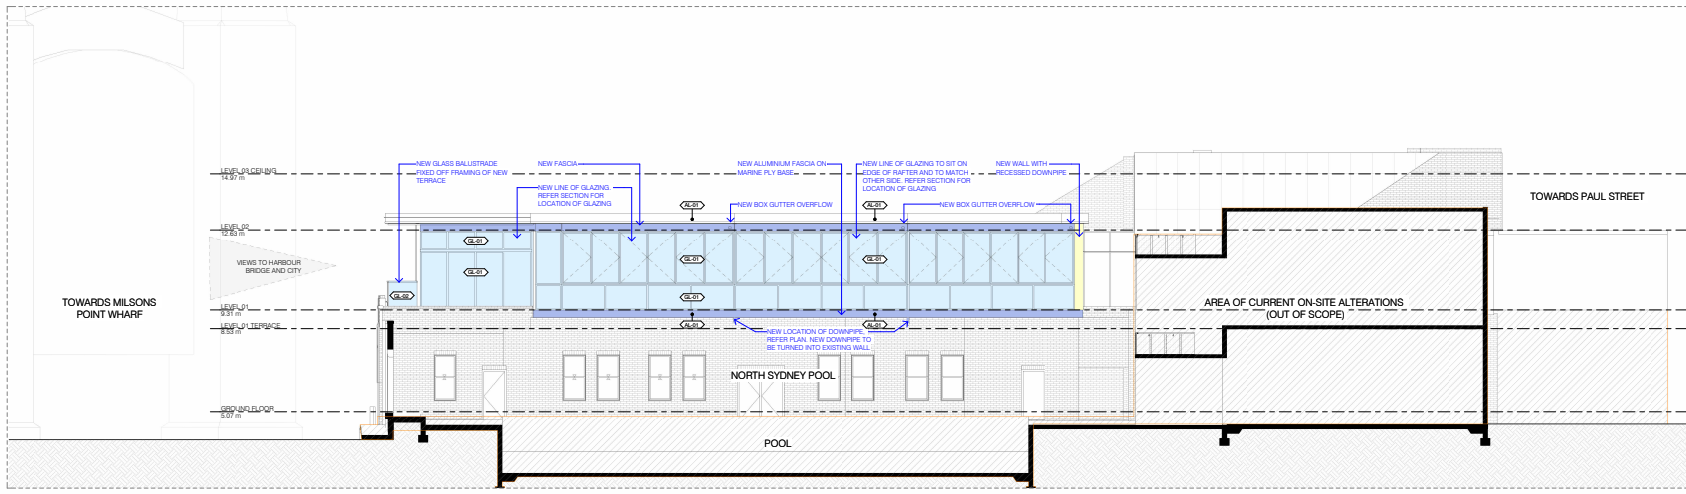 NEW GLASS BALUSTRADE
FIXED OFF FRAMING OF NEW
TERRACE
NEW FASCIA
NEW LINE OF GLAZING.
REFER SECTION FOR
LOCATION OF GLAZING
NEW ALUMINIUM FASCIA ON
MARINE PLY BASE
NEW LINE OF GLAZING TO SIT ON
EDGE OF RAFTER AND TO MATCH
OTHER SIDE. REFER SECTION FOR
LOCATION OF GLAZING
NEW WALL WITH
RECESSED DOWNPIPE
LEVEL 03 CEILING
14.97 m
TOWARDS PAUL STREET
AL-01
NEW BOX GUTTER OVERFLOW
AL-01
NEW BOX GUTTER OVERFLOW
LEVEL 02
12.63 m
GL-01
VIEWS TO HARBOUR
BRIDGE AND CITY
GL-01
GL-01
GL-01
GL-02
GL-01
TOWARDS MILSONS
POINT WHARF
LEVEL 01
9.31 m
AREA OF CURRENT ON-SITE ALTERATIONS
(OUT OF SCOPE)
LEVEL 01 TERRACE
8.53 m
AL-01
AL-01
NEW LOCATION OF DOWNPIPE,
REFER PLAN. NEW DOWNPIPE TO
BE TURNED INTO EXISTING WALL
NORTH SYDNEY POOL
GROUND FLOOR
5.07 m
POOL